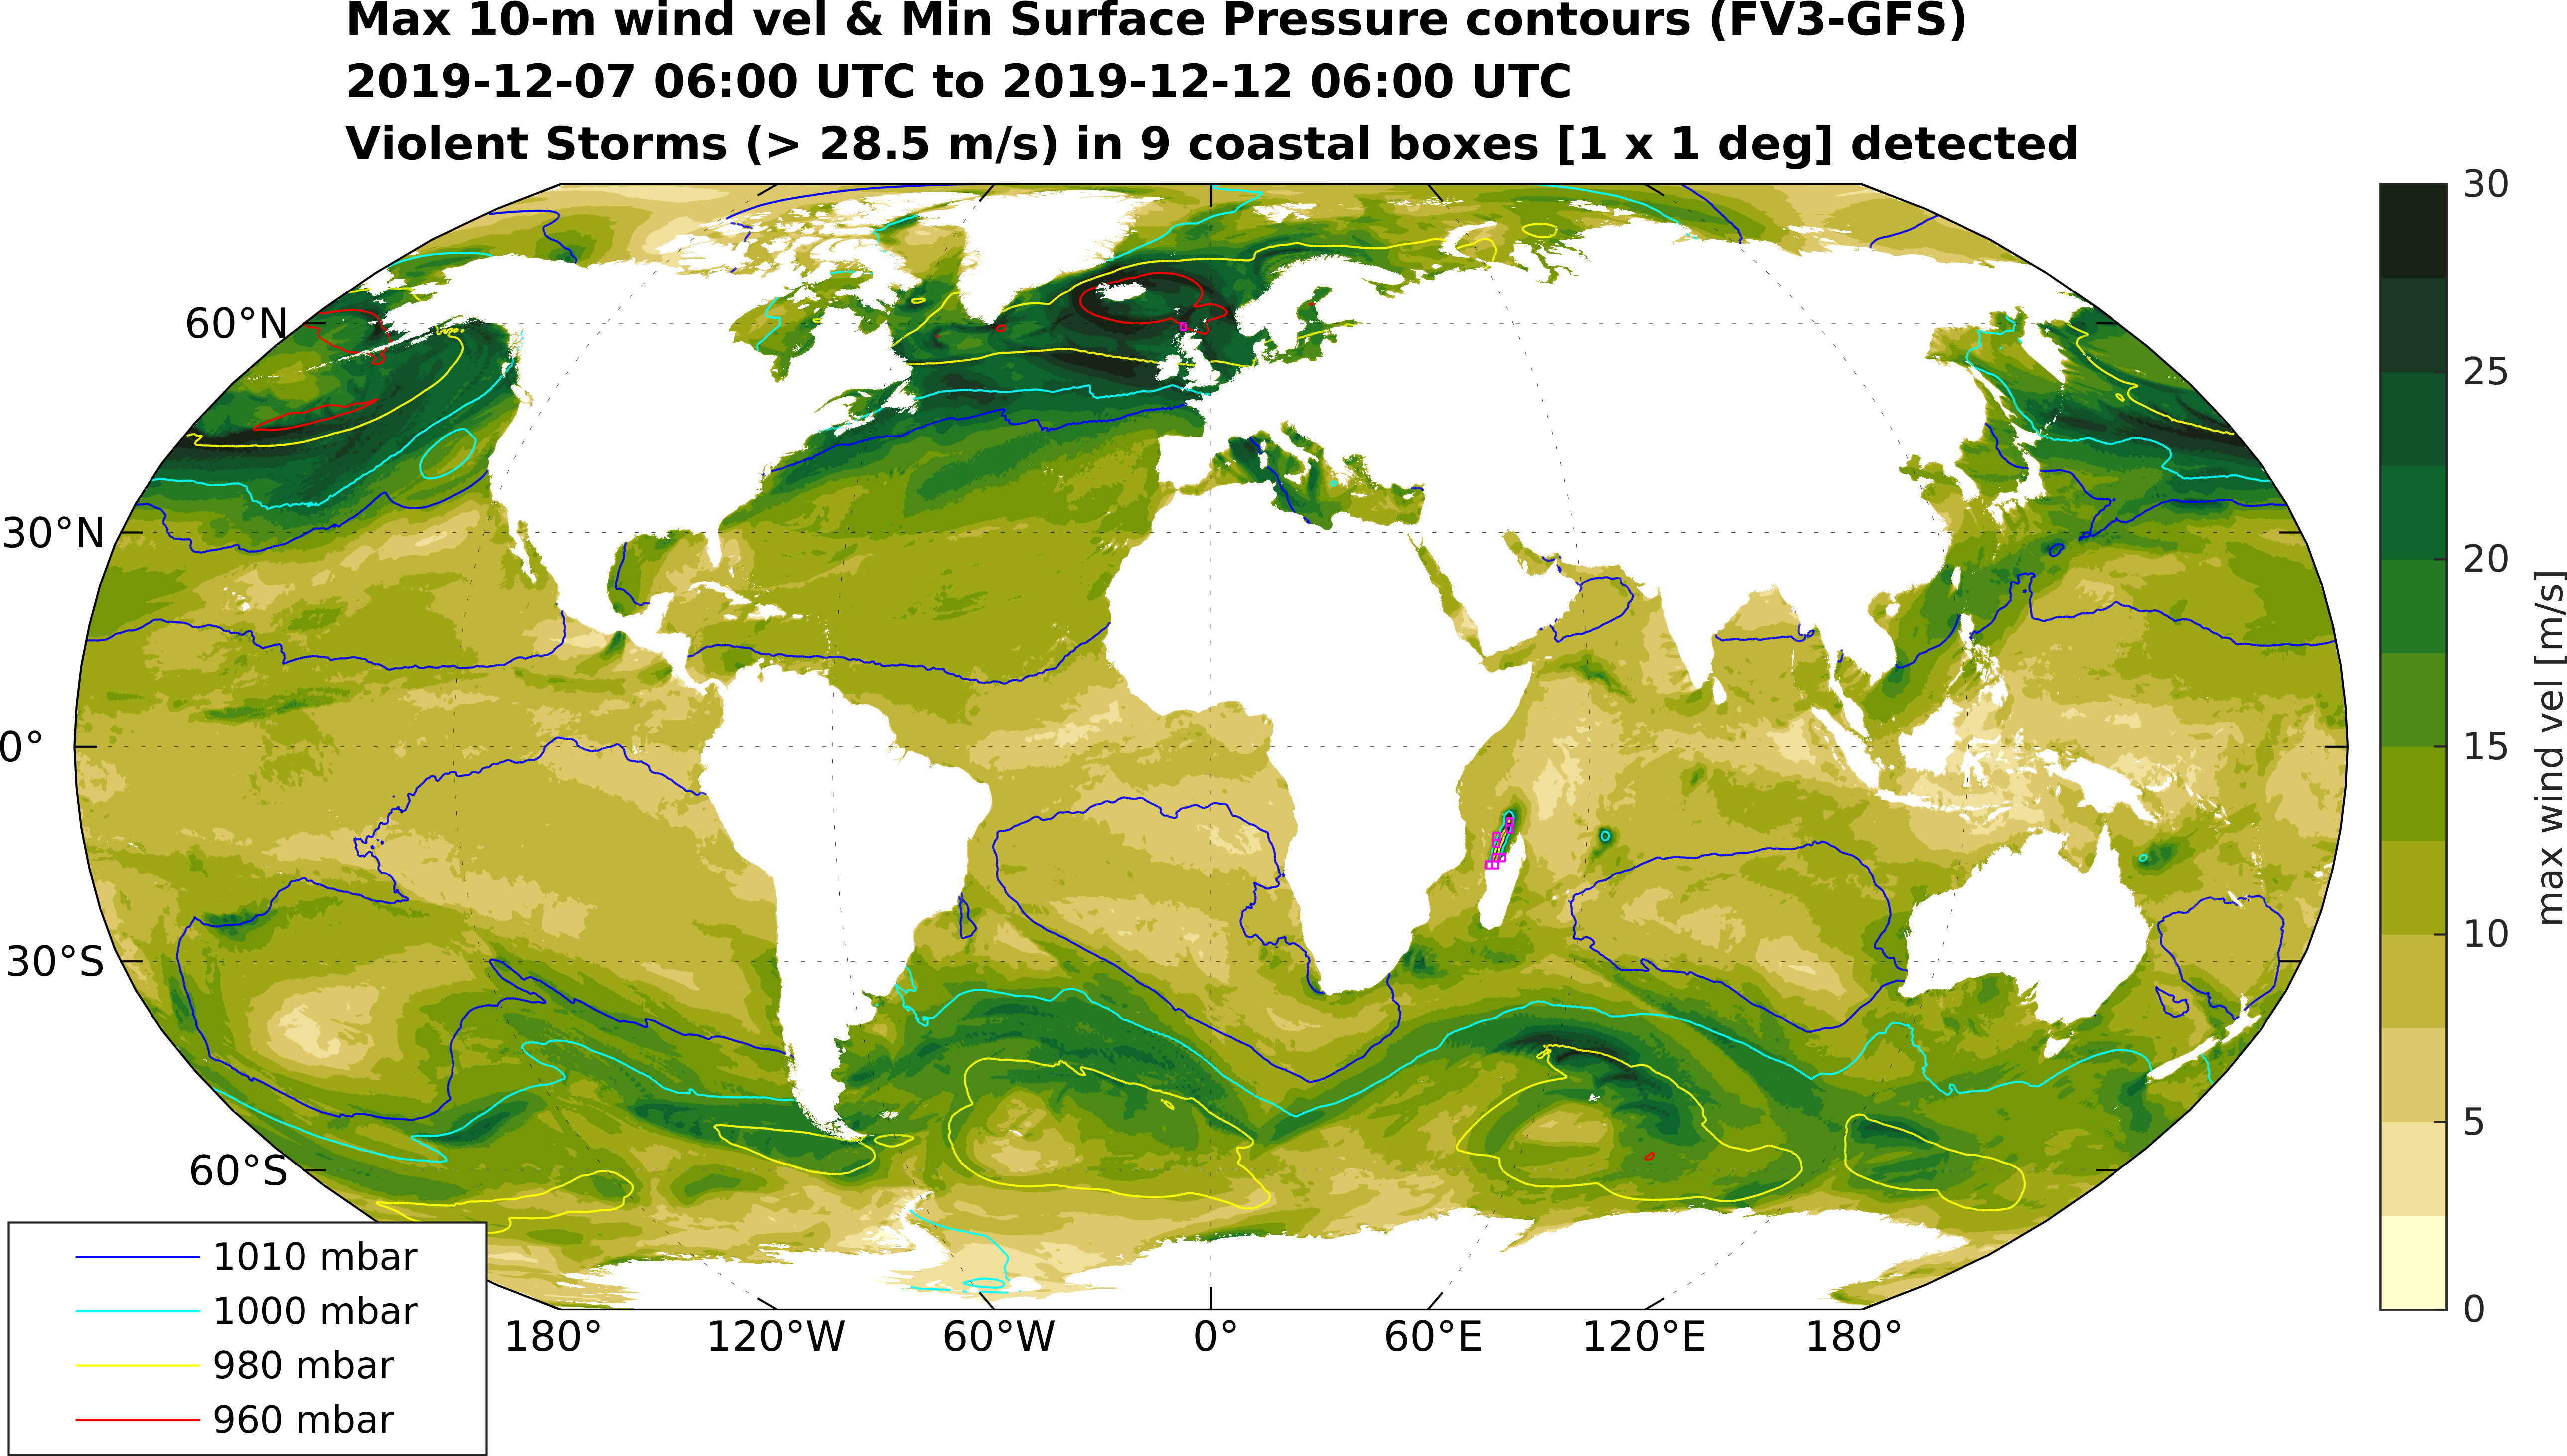 Max 10-m wind vel & Min Surface Pressure contours (FV3-GFS)
2019-12-07 06:00 UTC to 2019-12-12 06:00 UTC
Violent Storms (> 28.5 m/s) in 9 coastal boxes [1 x 1 deg] detected
60°N
30°N
0°
30°S
60°S
180°
120°W
60°W
0°
60°E
120°E
180°
1010 mbar
1000 mbar
980 mbar
960 mbar
30
25
20
15
10
5
0
max wind vel [m/s]